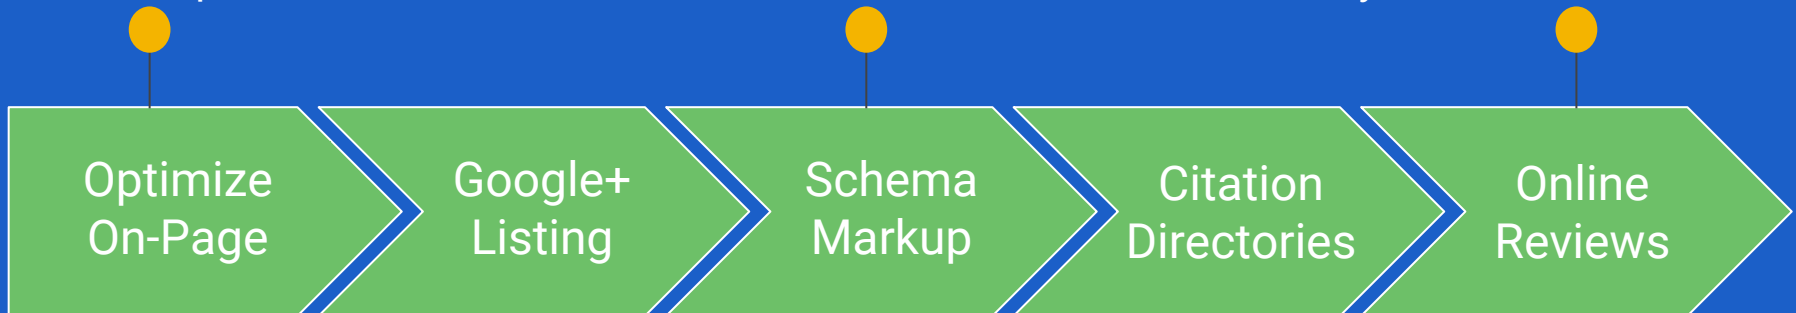 Optimize
On-Page
Google+
Listing
Schema
Markup
Citation
Directories
Online
Reviews